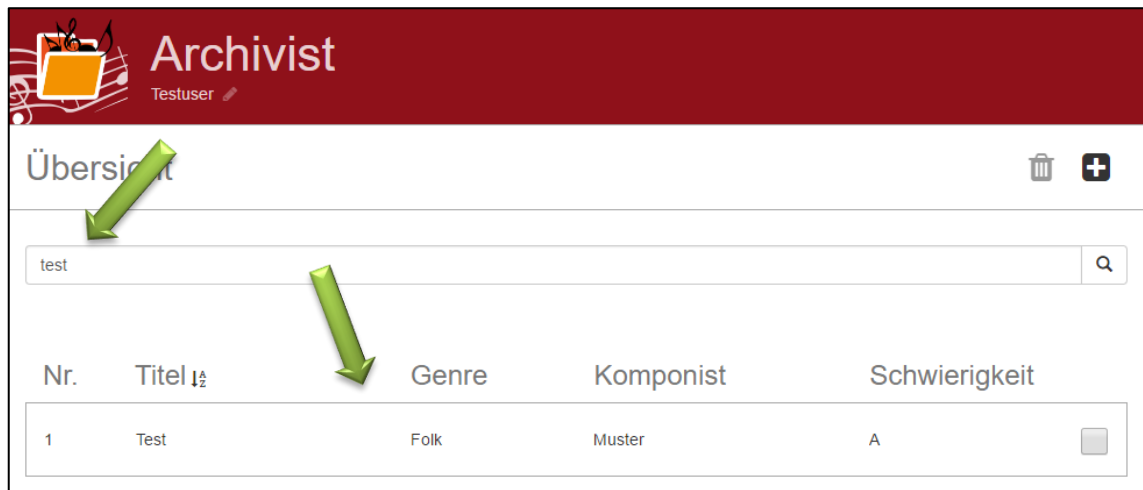 Archivist
Testuser
Übersicht
test
Nr. Titel Genre Komponist Schwierigkeit
1 Test Folk Muster A